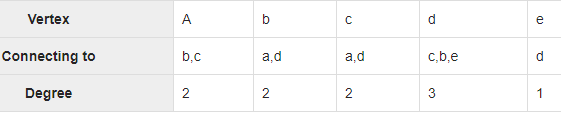 Vertex A b c d e
Connecting to b,c a,d a,d c,b,e d
Degree 2 2 2 3 1